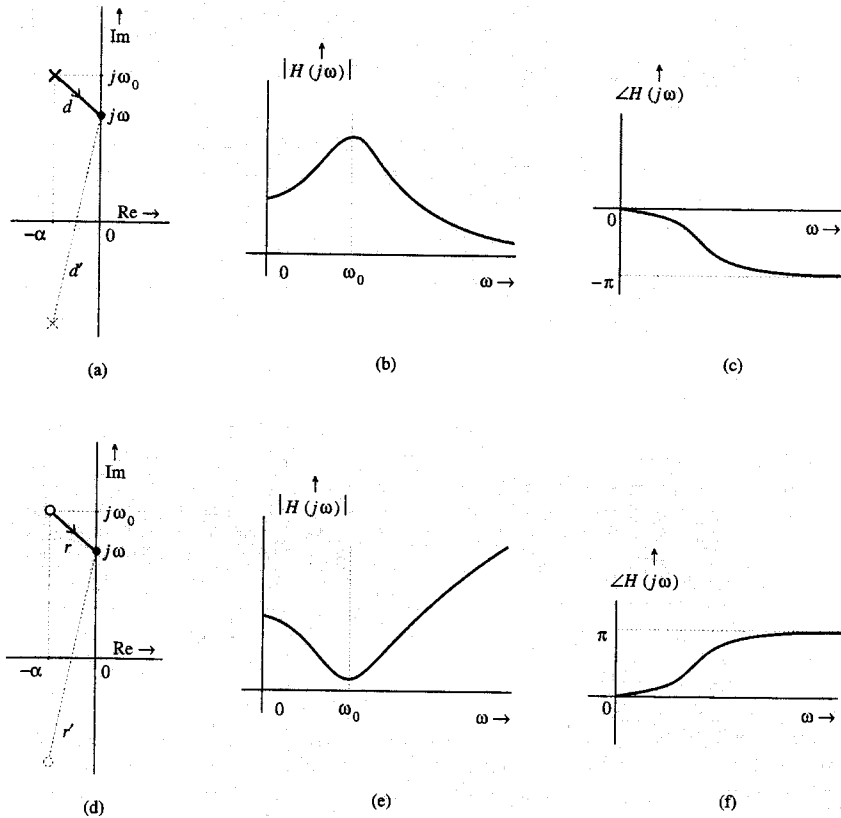 Im
jω₀
d
jω
Re →
−α
0
d′
(a)
|H (jω)|
0
ω₀
ω →
(b)
∠H (jω)
0
ω →
−π
(c)
Im
jω₀
r
jω
Re →
−α
0
r′
(d)
|H (jω)|
0
ω₀
ω →
(e)
∠H (jω)
π
0
ω →
(f)